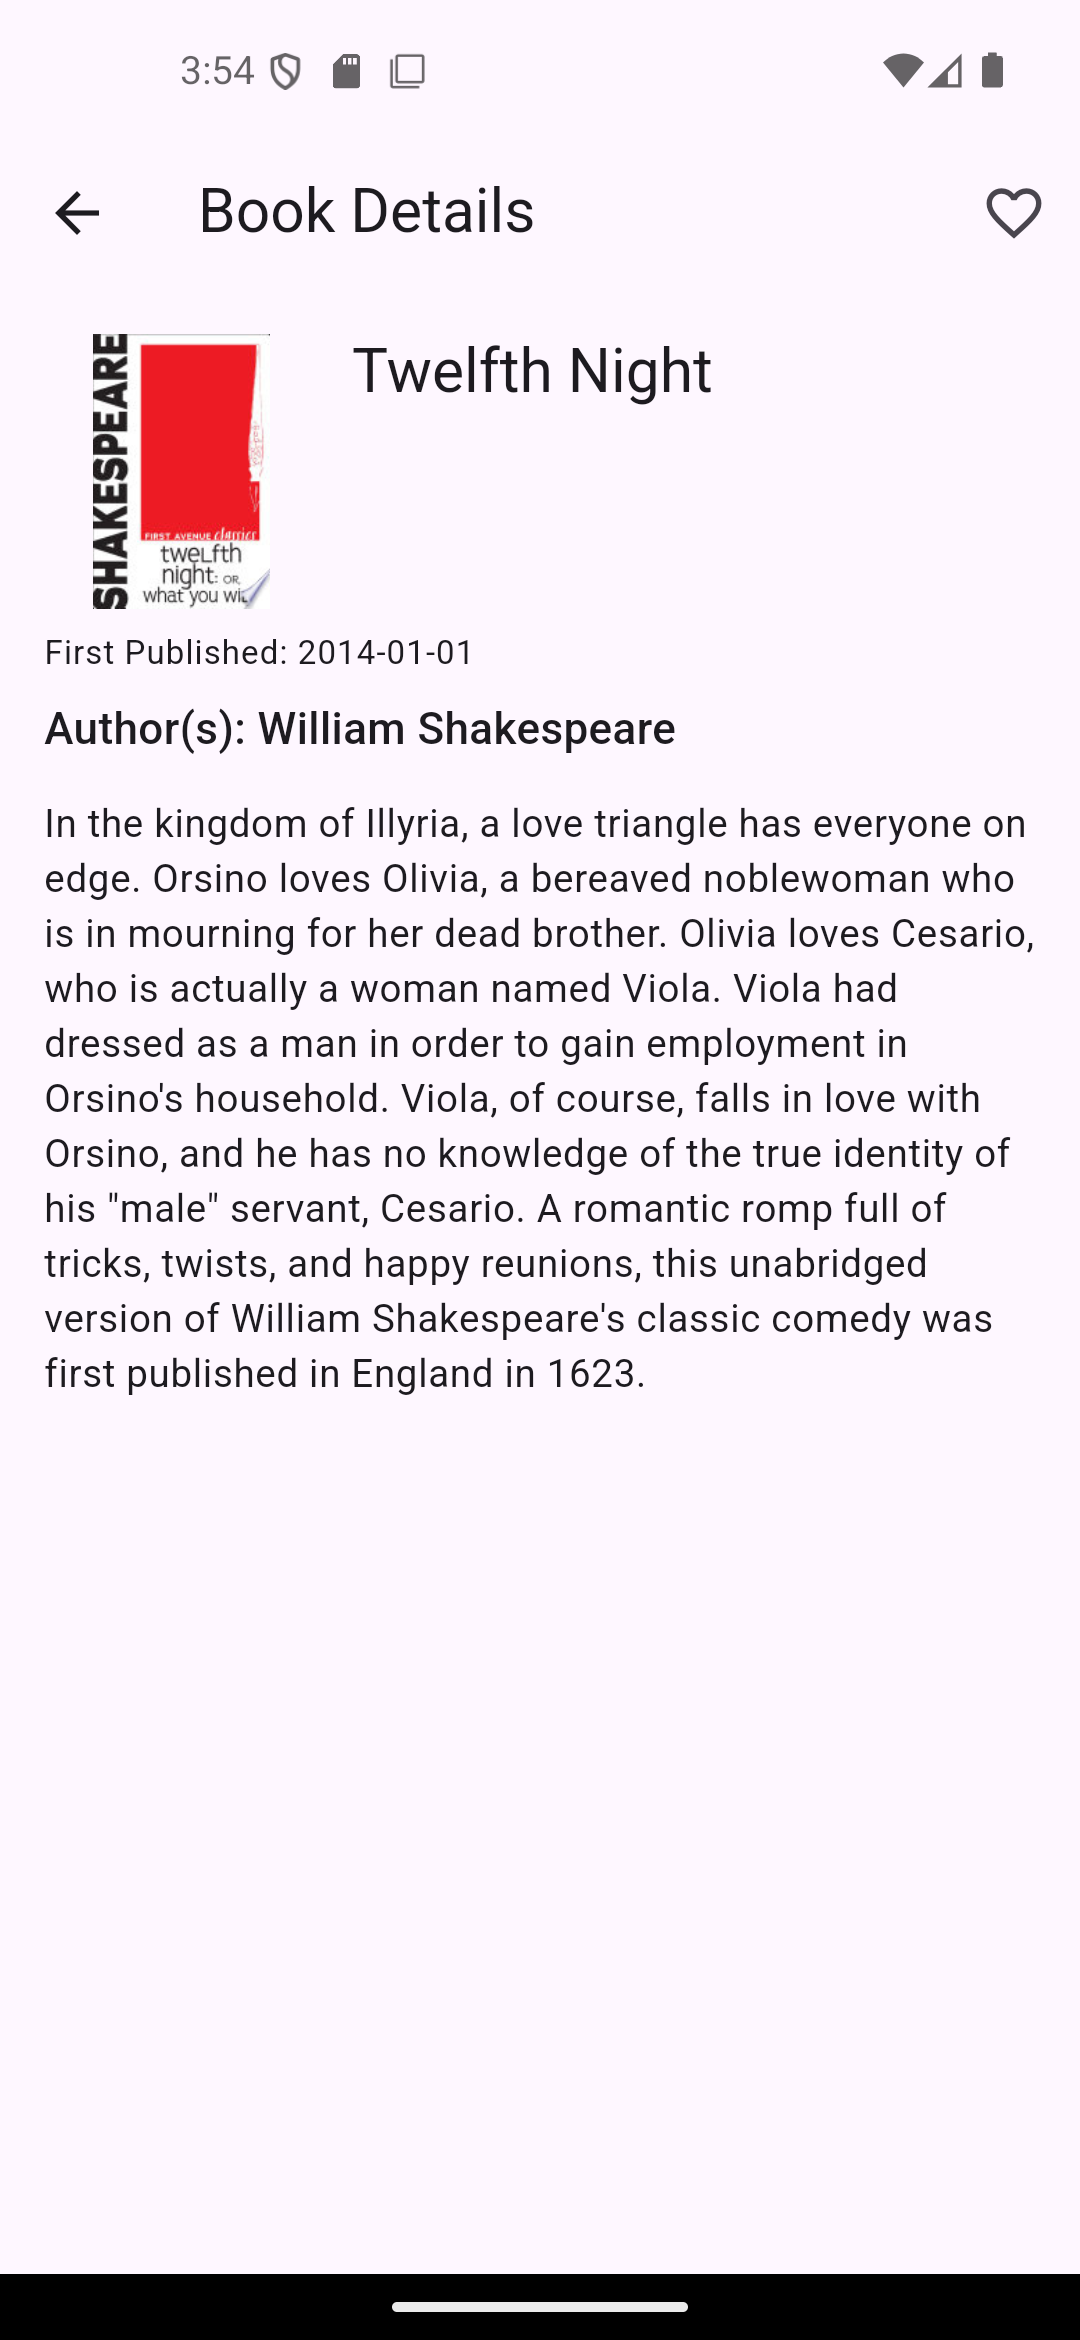 3:54
Book Details
Twelfth Night
SHAKESPEARE
FIRST AVENUE classics
twelfth
night: OR,
what you
First Published: 2014-01-01
Author(s): William Shakespeare
In the kingdom of Illyria, a love triangle has everyone on
edge. Orsino loves Olivia, a bereaved noblewoman who
is in mourning for her dead brother. Olivia loves Cesario,
who is actually a woman named Viola. Viola had
dressed as a man in order to gain employment in
Orsino's household. Viola, of course, falls in love with
Orsino, and he has no knowledge of the true identity of
his "male" servant, Cesario. A romantic romp full of
tricks, twists, and happy reunions, this unabridged
version of William Shakespeare's classic comedy was
first published in England in 1623.